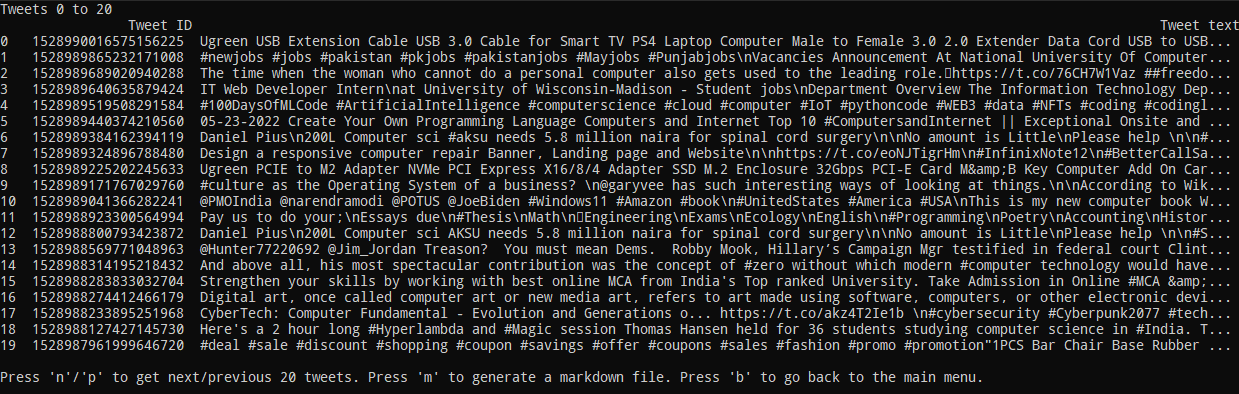 Tweets 0 to 20
Tweet ID Tweet text
0 1528990016575156225 Ugreen USB Extension Cable USB 3.0 Cable for Smart TV PS4 Laptop Computer Male to Female 3.0 2.0 Extender Data Cord USB to USB...
1 1528989865232171008 #newjobs #jobs #pakistan #pkjobs #pakistanjobs #Mayjobs #Punjabjobs\nVacancies Announcement At National University Of Computer...
2 1528989689020940288 The time when the woman who cannot do a personal computer also gets used to the leading role.https://t.co/76CH7W1Vaz ##freedo...
3 1528989640635879424 IT Web Developer Intern\nat University of Wisconsin-Madison - Student jobs\nDepartment Overview The Information Technology Dep...
4 1528989519508291584 #100DaysOfMLCode #ArtificialIntelligence #computerscience #cloud #computer #IoT #pythoncode #WEB3 #data #NFTs #coding #codingl...
5 1528989440374210560 05-23-2022 Create Your Own Programming Language Computers and Internet Top 10 #ComputersandInternet || Exceptional Onsite and ...
6 1528989384162394119 Daniel Pius\n200L Computer sci #aksu needs 5.8 million naira for spinal cord surgery\n\nNo amount is Little\nPlease help \n\n#...
7 1528989324896788480 Design a responsive computer repair Banner, Landing page and Website\n\nhttps://t.co/eoNJTigrHm\n#InfinixNote12\n#BetterCallSa...
8 1528989225202245633 Ugreen PCIE to M2 Adapter NVMe PCI Express X16/8/4 Adapter SSD M.2 Enclosure 32Gbps PCI-E Card M&amp;B Key Computer Add On Car...
9 1528989171767029760 #culture as the Operating System of a business? \n@garyvee has such interesting ways of looking at things.\n\nAccording to Wik...
10 1528989041366282241 @PMOIndia @narendramodi @POTUS @JoeBiden #Windows11 #Amazon #book\n#UnitedStates #America #USA\nThis is my new computer book W...
11 1528988923300564994 Pay us to do your;\nEssays due\n#Thesis\nMath\nEngineering\nExams\nEcology\nEnglish\n#Programming\nPoetry\nAccounting\nHistor...
12 1528988800793423872 Daniel Pius\n200L Computer sci AKSU needs 5.8 million naira for spinal cord surgery\n\nNo amount is Little\nPlease help \n\n#S...
13 1528988569771048963 @Hunter77220692 @Jim_Jordan Treason?  You must mean Dems.  Robby Mook, Hillary's Campaign Mgr testified in federal court Clint...
14 1528988314195218432 And above all, his most spectacular contribution was the concept of #zero without which modern #computer technology would have...
15 1528988283833032704 Strengthen your skills by working with best online MCA from India's Top ranked University. Take Admission in Online #MCA &amp;...
16 1528988274412466179 Digital art, once called computer art or new media art, refers to art made using software, computers, or other electronic devi...
17 1528988233895251968 CyberTech: Computer Fundamental - Evolution and Generations o... https://t.co/akz4T2Ie1b \n#cybersecurity #Cyberpunk2077 #tech...
18 1528988127427145730 Here's a 2 hour long #Hyperlambda and #Magic session Thomas Hansen held for 36 students studying computer science in #India. T...
19 1528987961999646720 #deal #sale #discount #shopping #coupon #savings #offer #coupons #sales #fashion #promo #promotion"1PCS Bar Chair Base Rubber ...
Press 'n'/'p' to get next/previous 20 tweets. Press 'm' to generate a markdown file. Press 'b' to go back to the main menu.